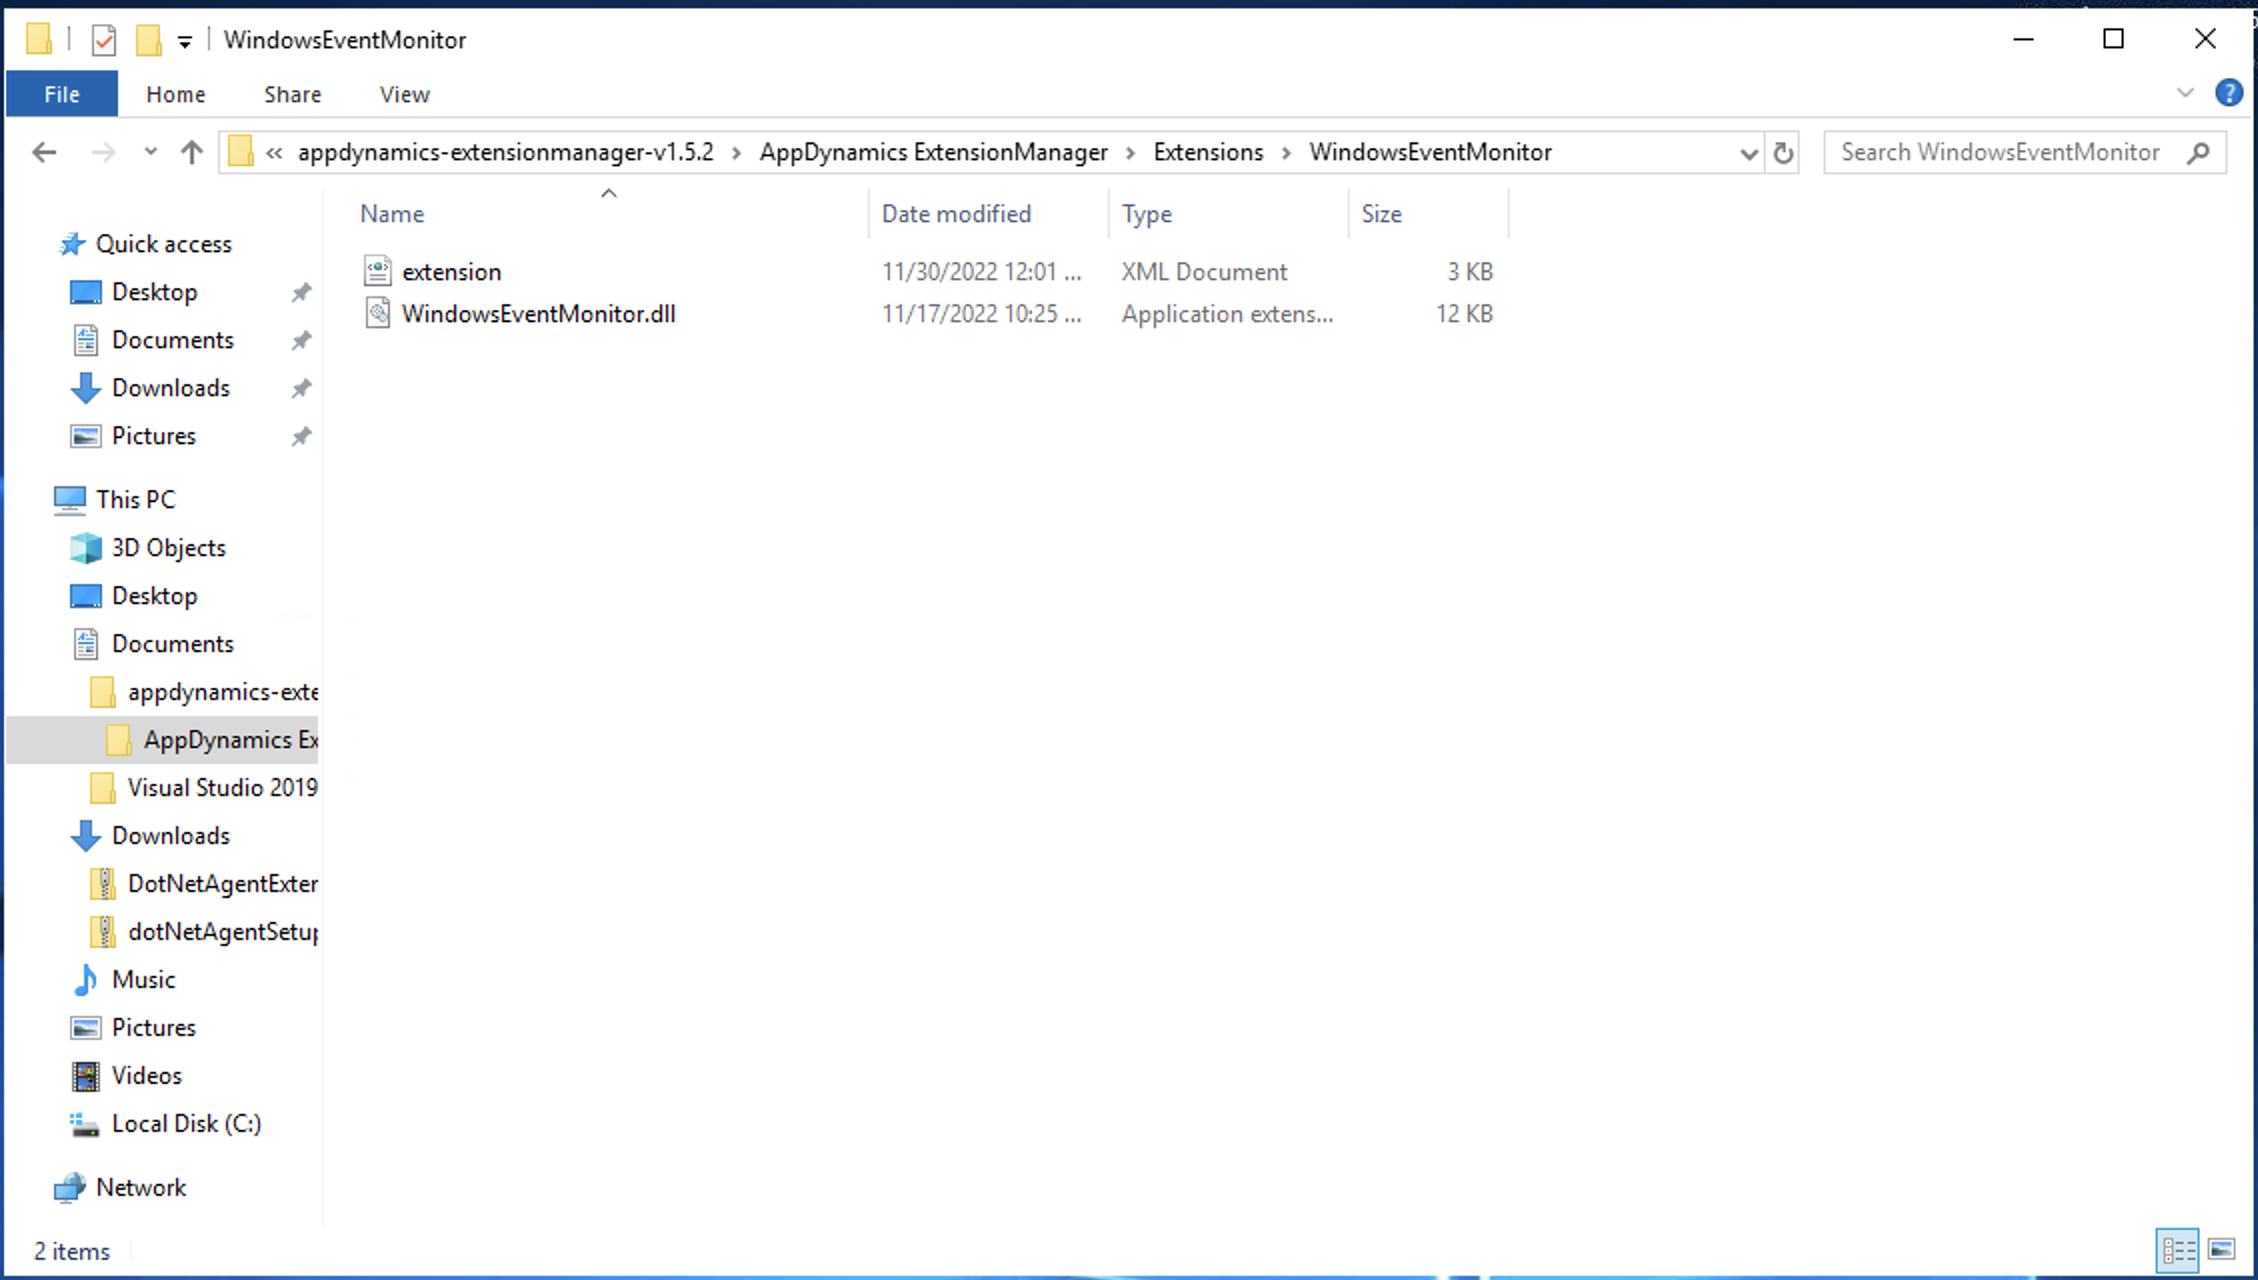 WindowsEventMonitor
File Home Share View
« appdynamics-extensionmanager-v1.5.2 › AppDynamics ExtensionManager › Extensions › WindowsEventMonitor
Search WindowsEventMonitor
Name Date modified Type Size
extension 11/30/2022 12:01 ... XML Document 3 KB
WindowsEventMonitor.dll 11/17/2022 10:25 ... Application extens... 12 KB
Quick access
Desktop
Documents
Downloads
Pictures
This PC
3D Objects
Desktop
Documents
appdynamics-exte
AppDynamics Ex
Visual Studio 2019
Downloads
DotNetAgentExter
dotNetAgentSetup
Music
Pictures
Videos
Local Disk (C:)
Network
2 items